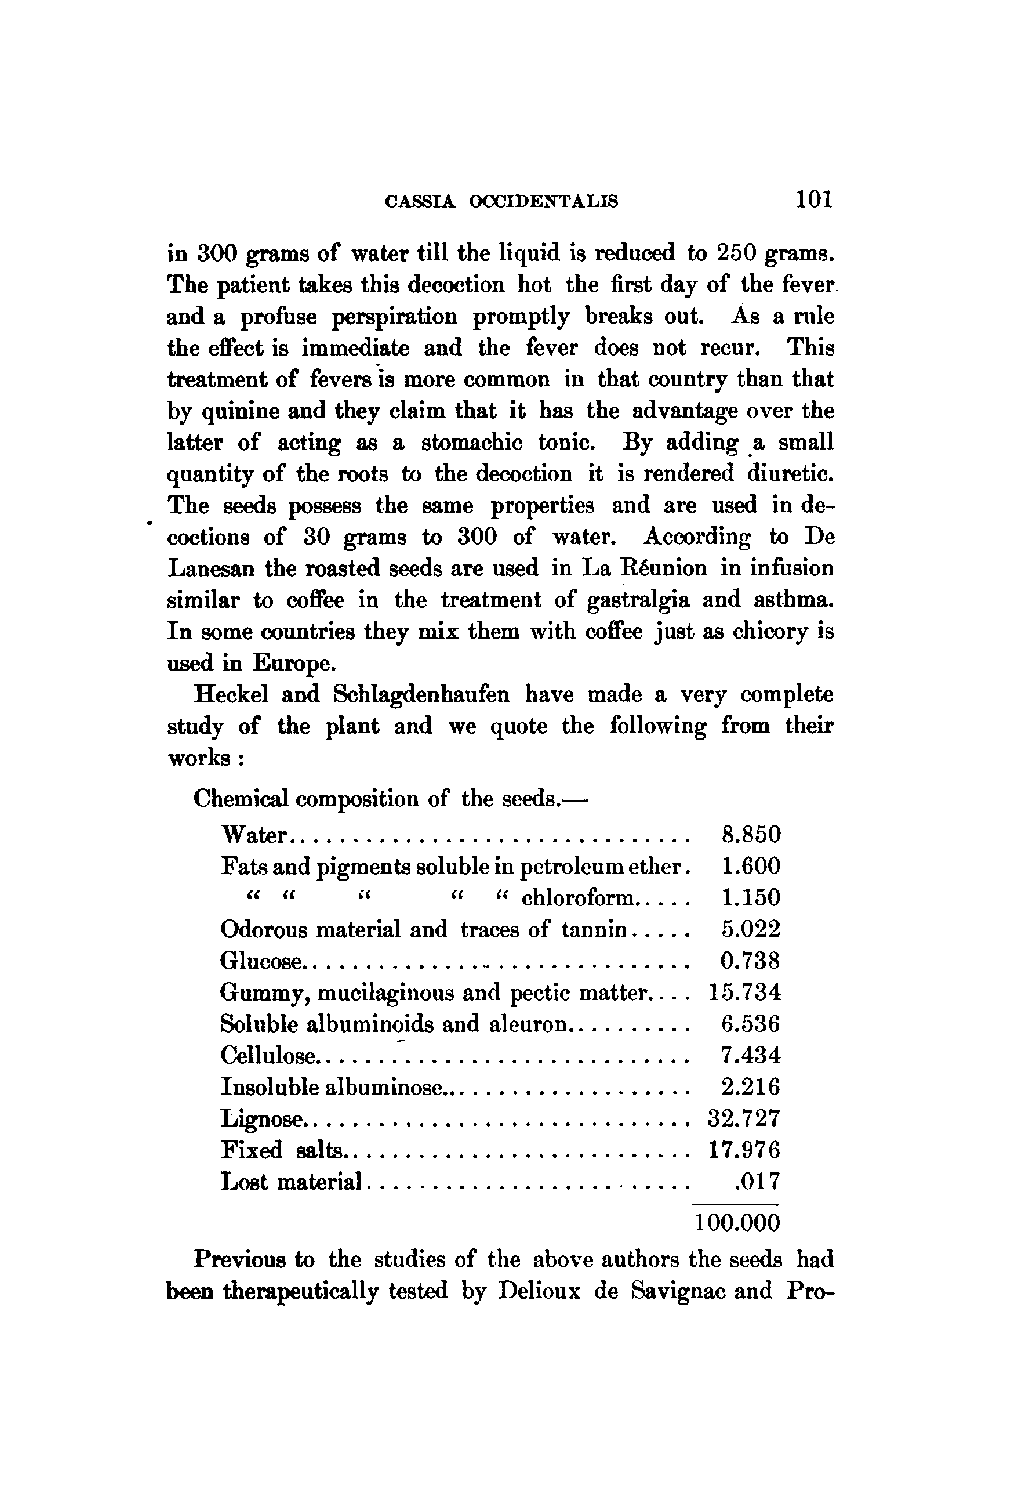 CASSIA OCCIDENTALIS 101
in 300 grams of water till the liquid is reduced to 250 grams.
The patient takes this decoction hot the first day of the fever
and a profuse perspiration promptly breaks out. As a rule
the effect is immediate and the fever does not recur. This
treatment of fevers is more common in that country than that
by quinine and they claim that it has the advantage over the
latter of acting as a stomachic tonic. By adding a small
quantity of the roots to the decoction it is rendered diuretic.
The seeds possess the same properties and are used in de-
coctions of 30 grams to 300 of water. According to De
Lanesan the roasted seeds are used in La Réunion in infusion
similar to coffee in the treatment of gastralgia and asthma.
In some countries they mix them with coffee just as chicory is
used in Europe.
Heckel and Schlagdenhaufen have made a very complete
study of the plant and we quote the following from their
works :
Chemical composition of the seeds.—
Water................................ 8.850
Fats and pigments soluble in petroleum ether. 1.600
“ “ “ “ “ chloroform..... 1.150
Odorous material and traces of tannin..... 5.022
Glucose............................... 0.738
Gummy, mucilaginous and pectic matter.... 15.734
Soluble albuminoids and aleuron.......... 6.536
Cellulose.............................. 7.434
Insoluble albuminose.................... 2.216
Lignose............................... 32.727
Fixed salts............................ 17.976
Lost material.......................... .017
100.000
Previous to the studies of the above authors the seeds had
been therapeutically tested by Delioux de Savignac and Pro-